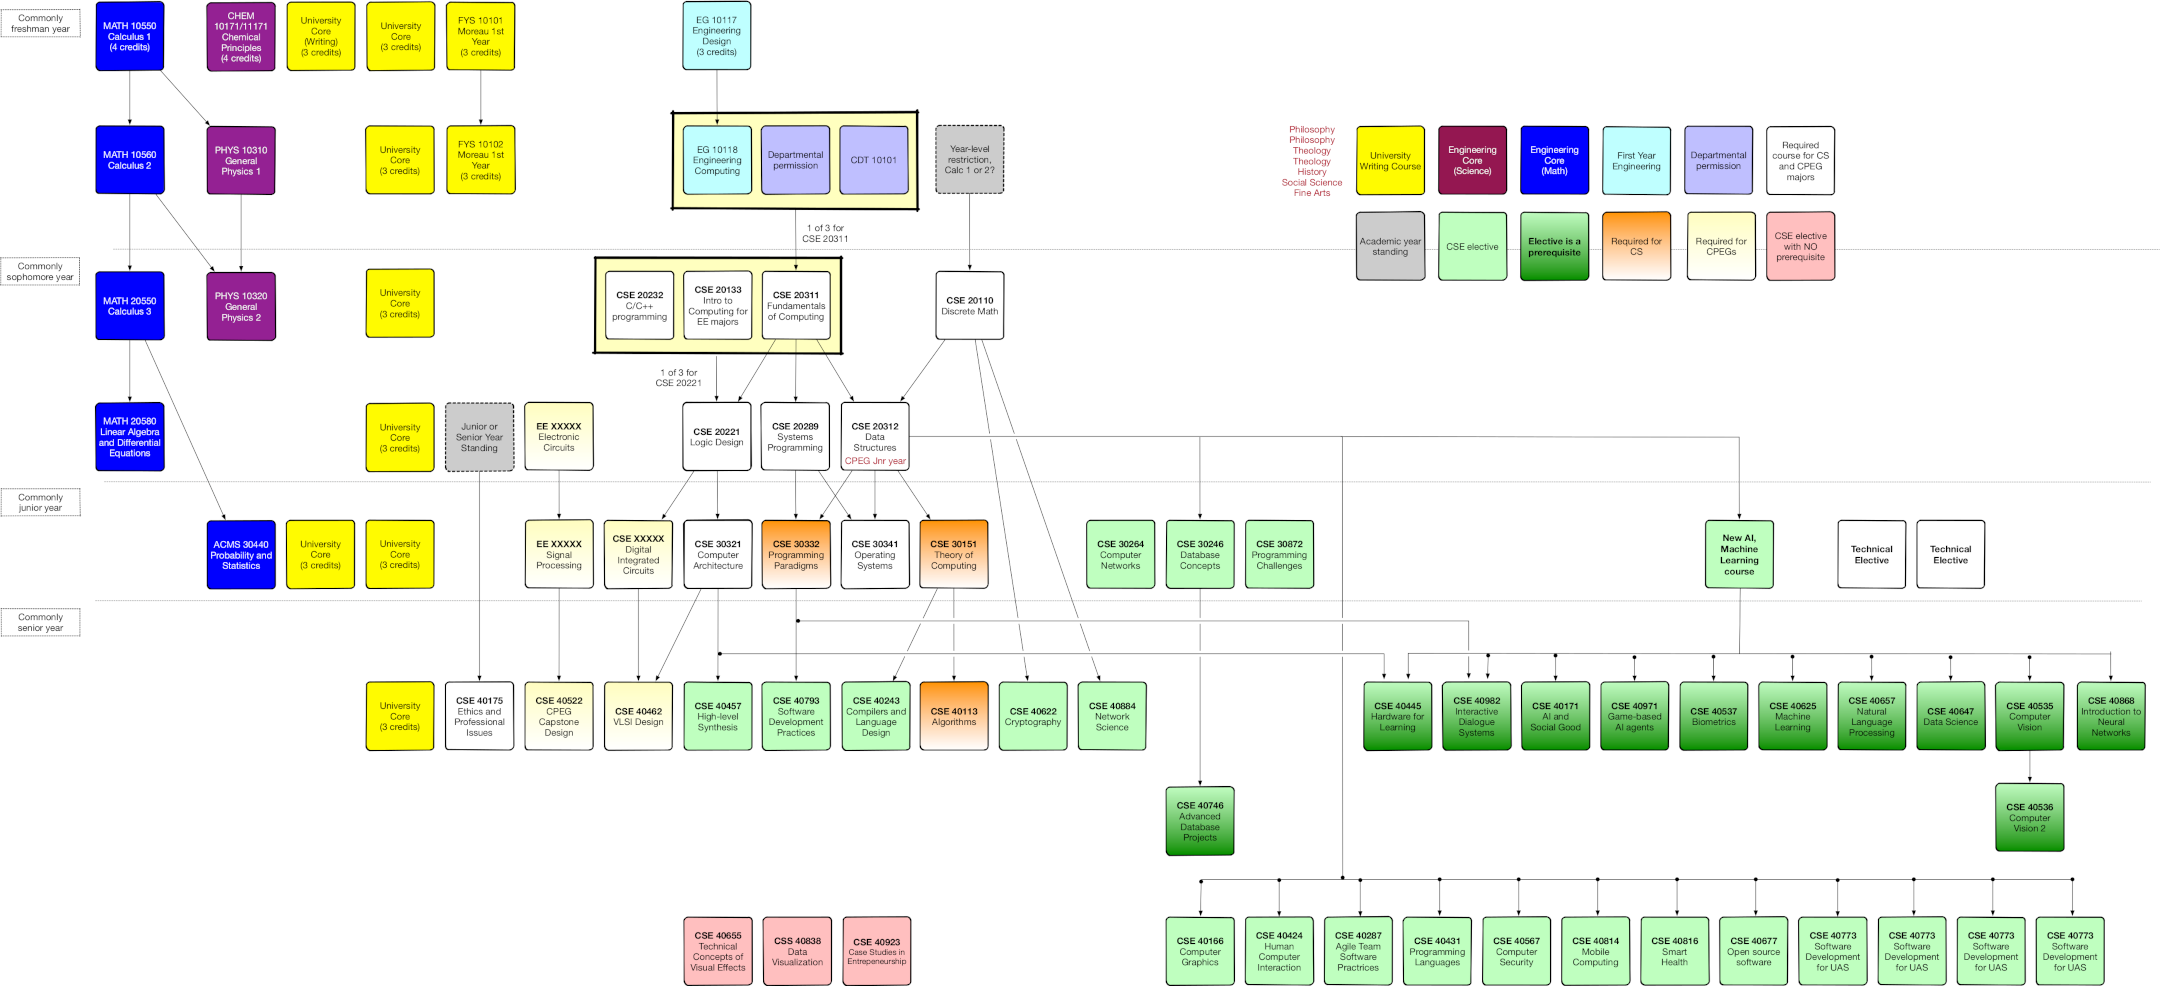 Commonly
freshman year
MATH 10550
Calculus 1
(4 credits)
CHEM
10171/11171
Chemical
Principles
(4 credits)
University
Core
(Writing)
(3 credits)
University
Core
(3 credits)
FYS 10101
Moreau 1st
Year
(3 credits)
EG 10117
Engineering
Design
(3 credits)
MATH 10560
Calculus 2
PHYS 10310
General
Physics 1
University
Core
(3 credits)
FYS 10102
Moreau 1st
Year
(3 credits)
EG 10118
Engineering
Computing
Departmental
permission
CDT 10101
Year-level
restriction,
Calc 1 or 2?
Philosophy
Philosophy
Theology
Theology
History
Social Science
Fine Arts
University
Writing Course
Engineering
Core
(Science)
Engineering
Core
(Math)
First Year
Engineering
Departmental
permission
Required
course for CS
and CPEG
majors
1 of 3 for
CSE 20311
Academic year
standing
CSE elective
Elective is a
prerequisite
Required for
CS
Required for
CPEGs
CSE elective
with NO
prerequisite
Commonly
sophomore year
MATH 20550
Calculus 3
PHYS 10320
General
Physics 2
University
Core
(3 credits)
CSE 20232
C/C++
programming
CSE 20133
Intro to
Computing for
EE majors
CSE 20311
Fundamentals
of Computing
CSE 20110
Discrete Math
1 of 3 for
CSE 20221
MATH 20580
Linear Algebra
and Differential
Equations
University
Core
(3 credits)
Junior or
Senior Year
Standing
EE XXXXX
Electronic
Circuits
CSE 20221
Logic Design
CSE 20289
Systems
Programming
CSE 20312
Data
Structures
CPEG Jnr year
Commonly
junior year
ACMS 30440
Probability and
Statistics
University
Core
(3 credits)
University
Core
(3 credits)
EE XXXXX
Signal
Processing
CSE XXXXX
Digital
Integrated
Circuits
CSE 30321
Computer
Architecture
CSE 30332
Programming
Paradigms
CSE 30341
Operating
Systems
CSE 30151
Theory of
Computing
CSE 30264
Computer
Networks
CSE 30246
Database
Concepts
CSE 30872
Programming
Challenges
New AI,
Machine
Learning
course
Technical
Elective
Technical
Elective
Commonly
senior year
University
Core
(3 credits)
CSE 40175
Ethics and
Professional
Issues
CSE 40522
CPEG
Capstone
Design
CSE 40462
VLSI Design
CSE 40457
High-level
Synthesis
CSE 40793
Software
Development
Practices
CSE 40243
Compilers and
Language
Design
CSE 40113
Algorithms
CSE 40622
Cryptography
CSE 40884
Network
Science
CSE 40445
Hardware for
Learning
CSE 40982
Interactive
Dialogue
Systems
CSE 40171
AI and
Social Good
CSE 40971
Game-based
AI agents
CSE 40537
Biometrics
CSE 40625
Machine
Learning
CSE 40657
Natural
Language
Processing
CSE 40647
Data Science
CSE 40535
Computer
Vision
CSE 40868
Introduction to
Neural
Networks
CSE 40746
Advanced
Database
Projects
CSE 40536
Computer
Vision 2
CSE 40655
Technical
Concepts of
Visual Effects
CSS 40838
Data
Visualization
CSE 40923
Case Studies in
Entrepeneurship
CSE 40166
Computer
Graphics
CSE 40424
Human
Computer
Interaction
CSE 40287
Agile Team
Software
Pracrtices
CSE 40431
Programming
Languages
CSE 40567
Computer
Security
CSE 40814
Mobile
Computing
CSE 40816
Smart
Health
CSE 40677
Open source
software
CSE 40773
Software
Development
for UAS
CSE 40773
Software
Development
for UAS
CSE 40773
Software
Development
for UAS
CSE 40773
Software
Development
for UAS